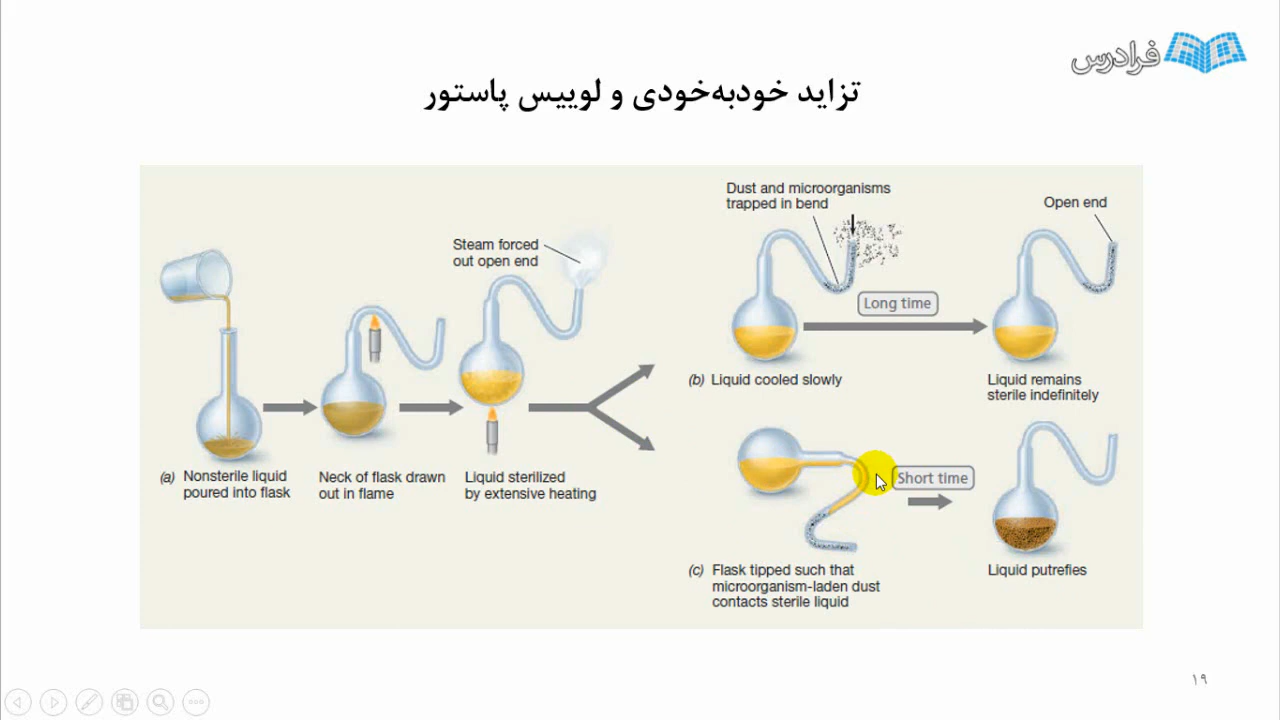 فرادرس
تزاید خودبه‌خودی و لوییس پاستور
(a) Nonsterile liquid
poured into flask
Neck of flask drawn
out in flame
Steam forced
out open end
Liquid sterilized
by extensive heating
Dust and microorganisms
trapped in bend
Open end
Long time
(b) Liquid cooled slowly
Liquid remains
sterile indefinitely
Short time
(c) Flask tipped such that
microorganism-laden dust
contacts sterile liquid
Liquid putrefies
۱۹